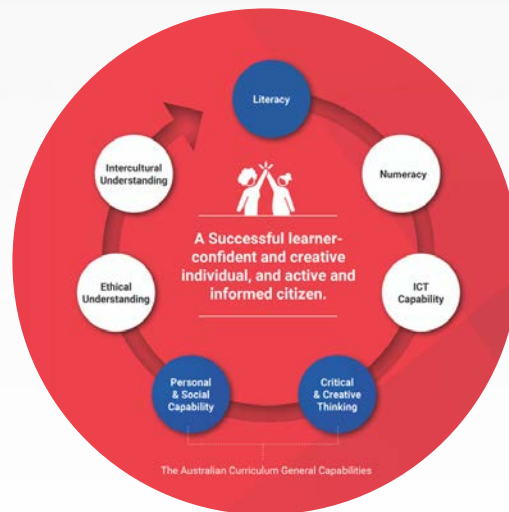 Literacy
Numeracy
ICT
Capability
Critical
& Creative
Thinking
Personal
& Social
Capability
Ethical
Understanding
Intercultural
Understanding
A Successful learner-
confident and creative
individual, and active and
informed citizen.
The Australian Curriculum General Capabilities